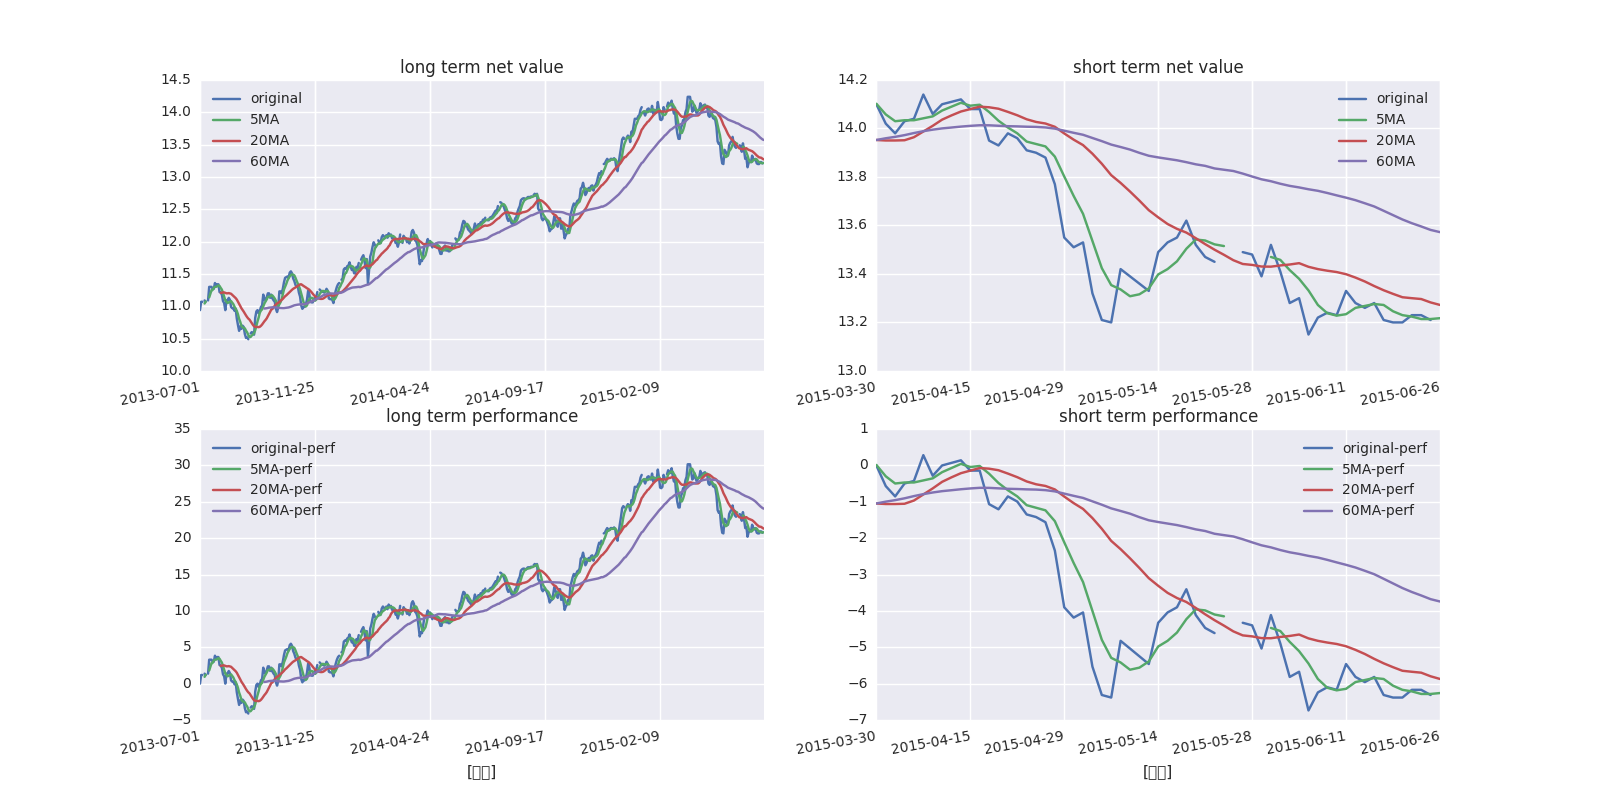 long term net value
14.5
14.0
13.5
13.0
12.5
12.0
11.5
11.0
10.5
10.0
original
5MA
20MA
60MA
2013-07-01
2013-11-25
2014-04-24
2014-09-17
2015-02-09
short term net value
14.2
14.0
13.8
13.6
13.4
13.2
13.0
original
5MA
20MA
60MA
2015-03-30
2015-04-15
2015-04-29
2015-05-14
2015-05-28
2015-06-11
2015-06-26
long term performance
35
30
25
20
15
10
5
0
−5
original-perf
5MA-perf
20MA-perf
60MA-perf
2013-07-01
2013-11-25
2014-04-24
2014-09-17
2015-02-09
short term performance
1
0
−1
−2
−3
−4
−5
−6
−7
original-perf
5MA-perf
20MA-perf
60MA-perf
2015-03-30
2015-04-15
2015-04-29
2015-05-14
2015-05-28
2015-06-11
2015-06-26